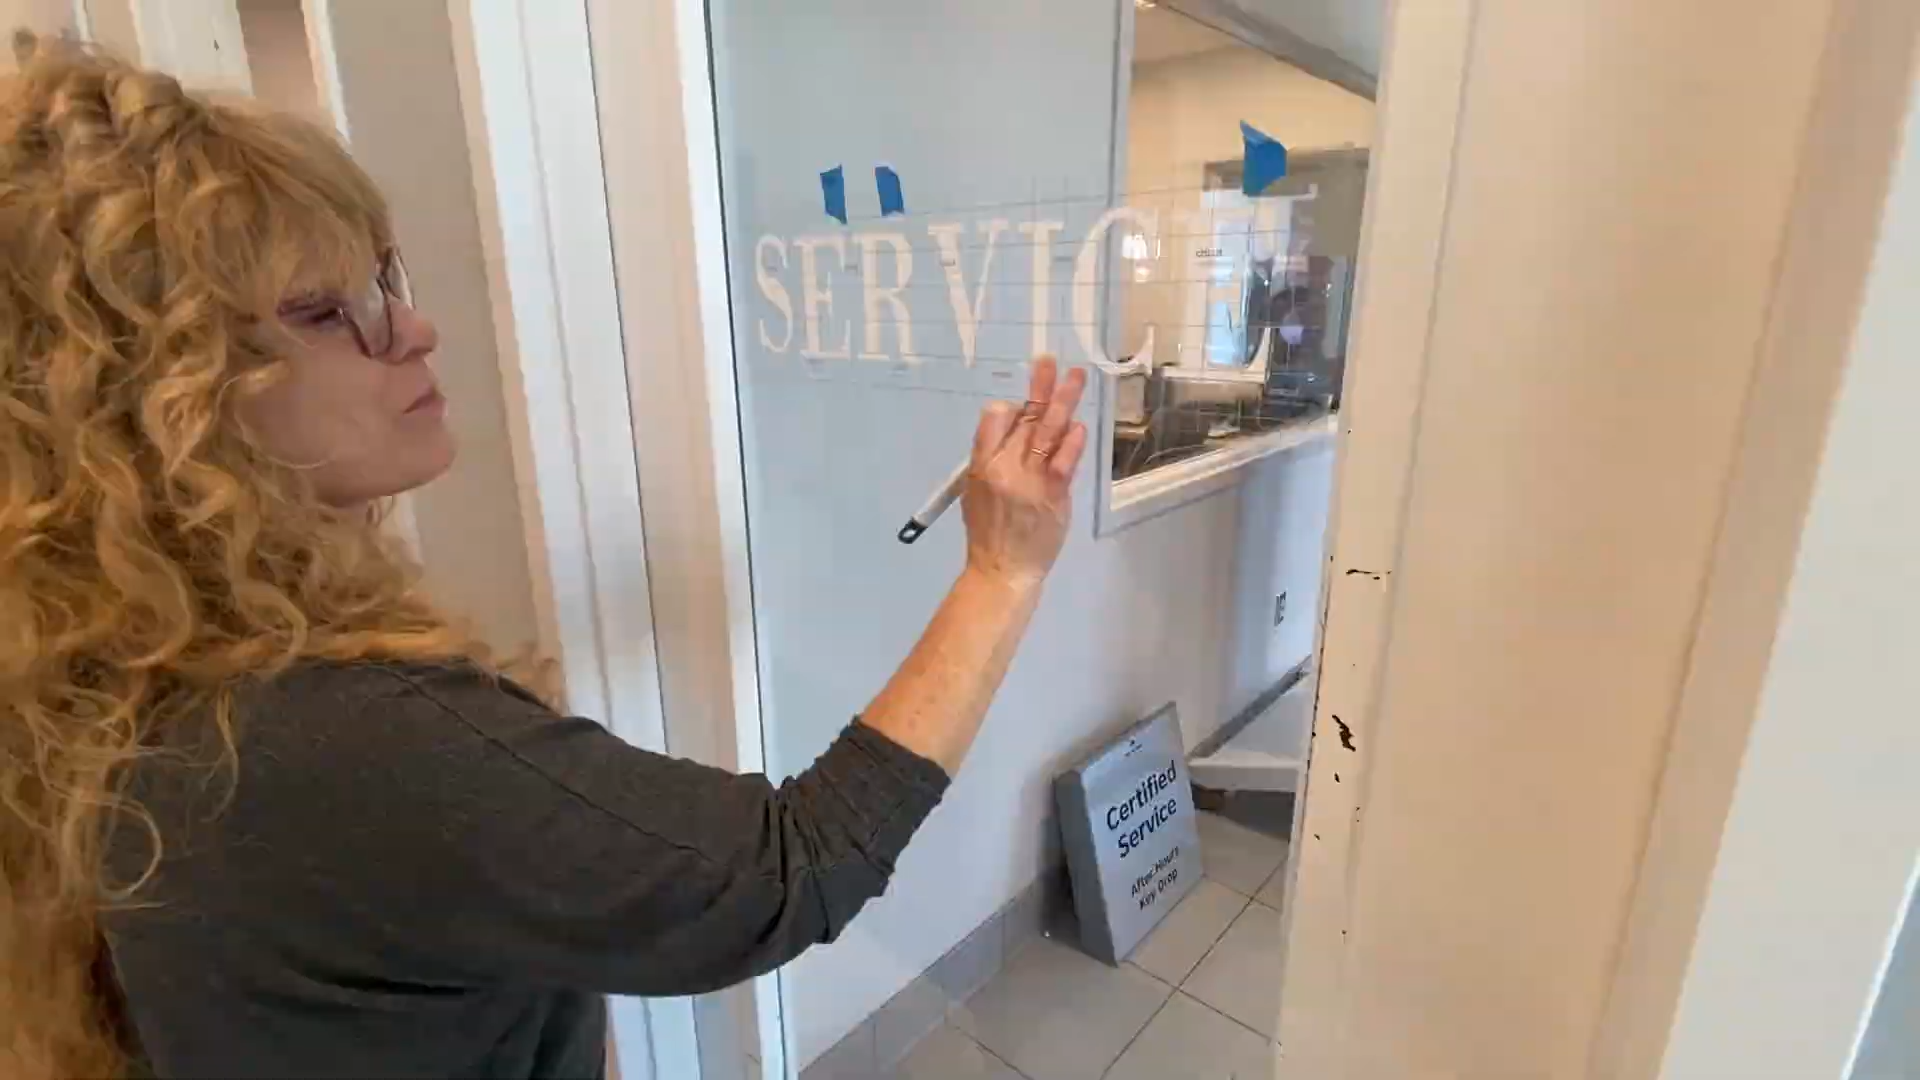 SERVICE
Certified
Service
After Hours
Key Drop